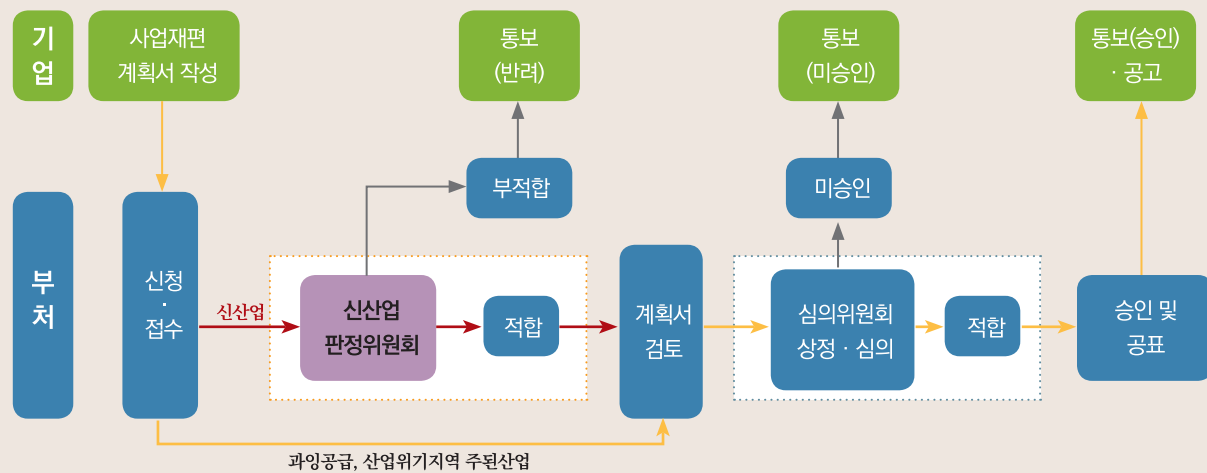 기
업
사업재편
계획서 작성
통보
(반려)
통보
(미승인)
통보(승인)
· 공고
부적합
미승인
부
처
신청
·
접수
신산업
신산업
판정위원회
적합
계획서
검토
심의위원회
상정 · 심의
적합
승인 및
공표
과잉공급, 산업위기지역 주된산업